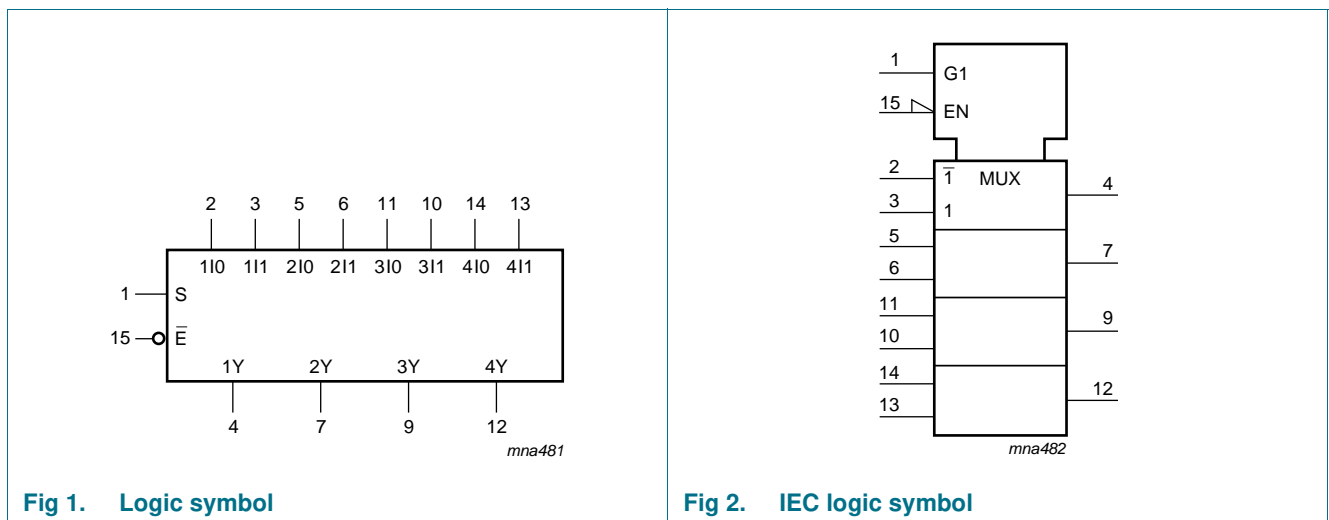 2 3 5 6 11 10 14 13
1I0 1I1 2I0 2I1 3I0 3I1 4I0 4I1
1 S
15 E̅
1Y 2Y 3Y 4Y
4 7 9 12
mna481
Fig 1. Logic symbol
1 G1
15 EN
2 1̅ MUX 4
3 1
5
7
6
11
9
10
14
12
13
mna482
Fig 2. IEC logic symbol